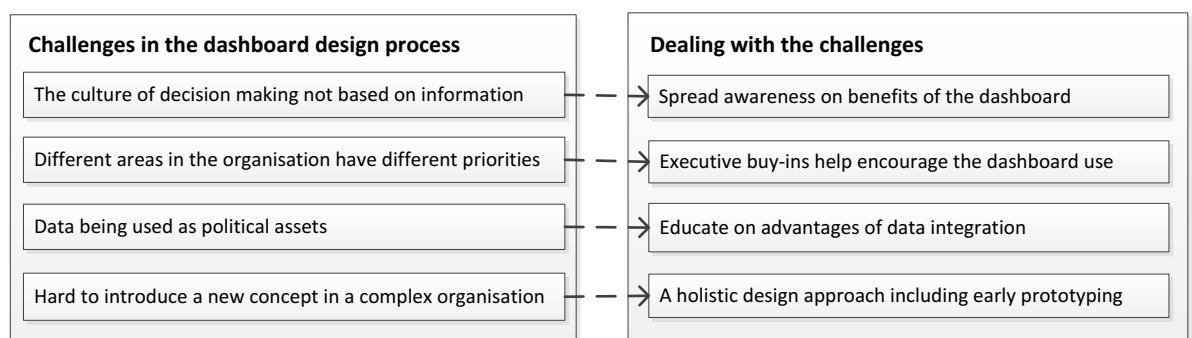 Challenges in the dashboard design process
The culture of decision making not based on information
Different areas in the organisation have different priorities
Data being used as political assets
Hard to introduce a new concept in a complex organisation
Dealing with the challenges
Spread awareness on benefits of the dashboard
Executive buy-ins help encourage the dashboard use
Educate on advantages of data integration
A holistic design approach including early prototyping